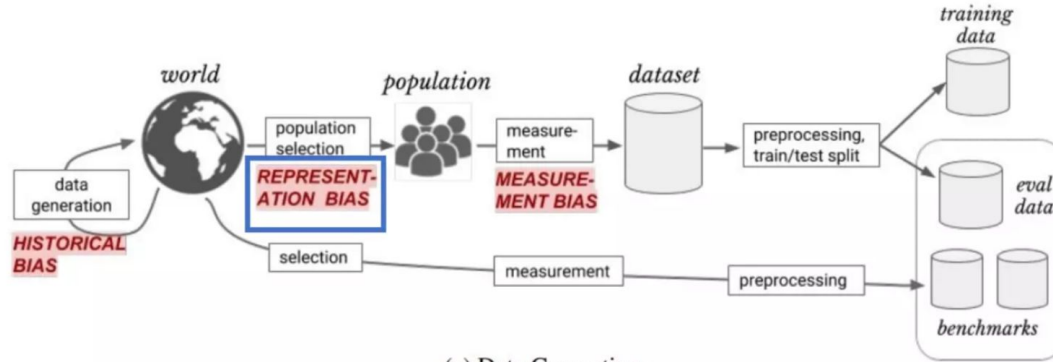 training
data
world
population
dataset
population
selection
measure-
ment
preprocessing,
train/test split
REPRESENT-
ATION BIAS
MEASURE-
MENT BIAS
data
generation
eval
data
HISTORICAL
BIAS
selection
measurement
preprocessing
benchmarks